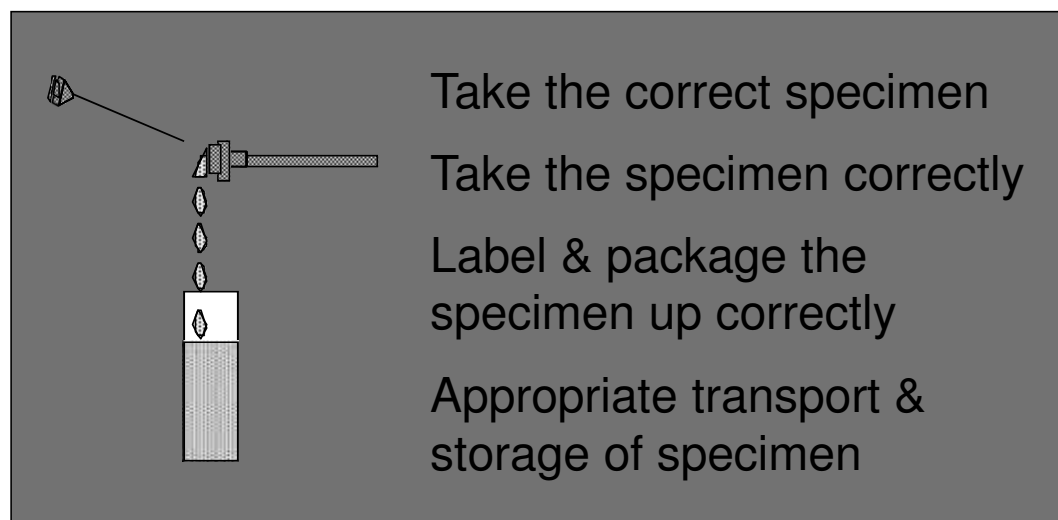 Take the correct specimen
Take the specimen correctly
Label & package the
specimen up correctly
Appropriate transport &
storage of specimen